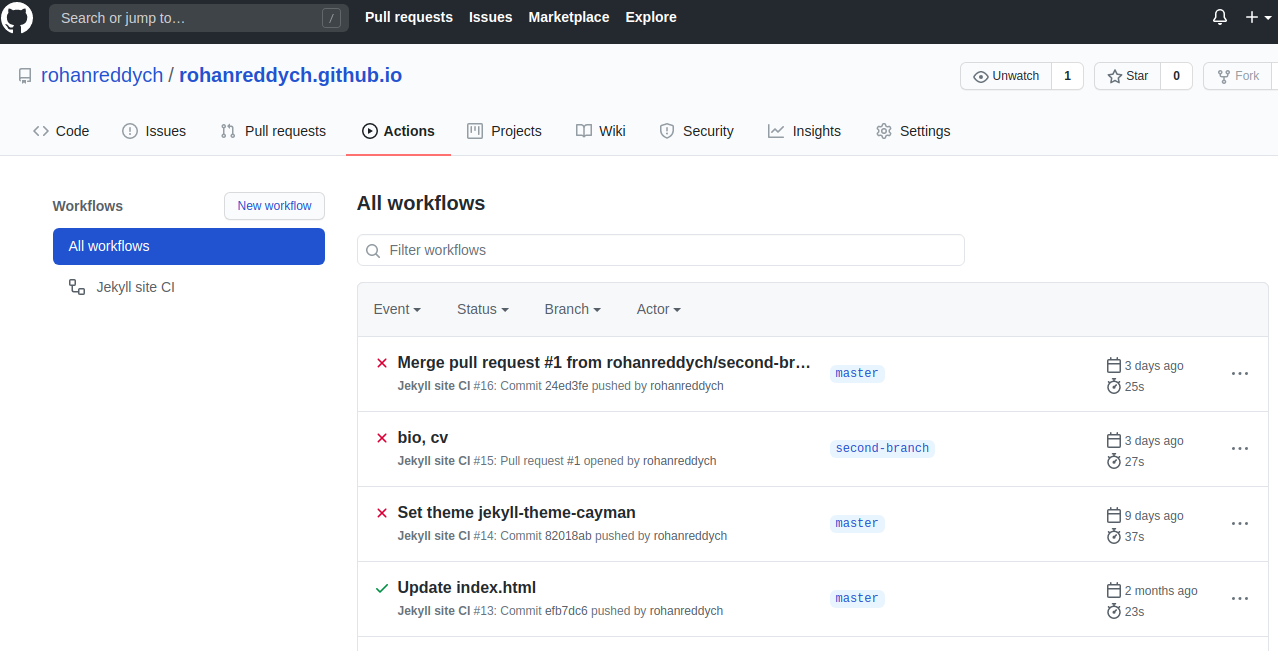 Search or jump to… /
Pull requests Issues Marketplace Explore
rohanreddych / rohanreddych.github.io
Unwatch 1 Star 0 Fork
Code Issues Pull requests Actions Projects Wiki Security Insights Settings
Workflows
New workflow
All workflows
Jekyll site CI
All workflows
Filter workflows
Event Status Branch Actor
Merge pull request #1 from rohanreddych/second-br…
master
3 days ago
Jekyll site CI #16: Commit 24ed3fe pushed by rohanreddych
25s
bio, cv
second-branch
3 days ago
Jekyll site CI #15: Pull request #1 opened by rohanreddych
27s
Set theme jekyll-theme-cayman
master
9 days ago
Jekyll site CI #14: Commit 82018ab pushed by rohanreddych
37s
Update index.html
master
2 months ago
Jekyll site CI #13: Commit efb7dc6 pushed by rohanreddych
23s